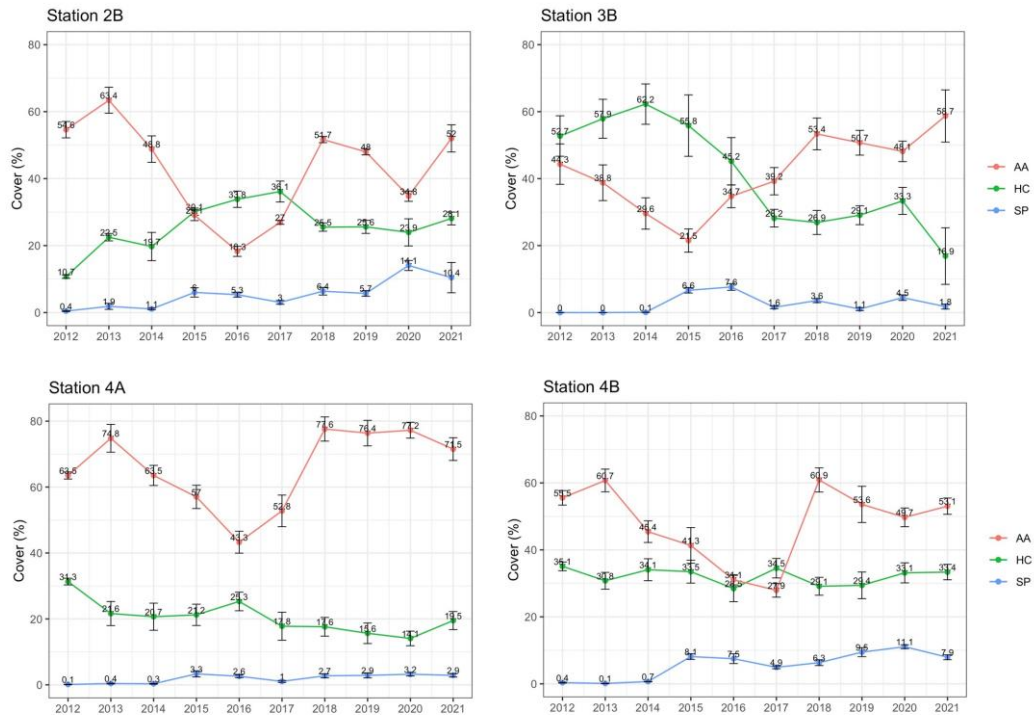 Station 2B
Cover (%)
80
60
40
20
0
54.6 63.4 48.8 18.3 27 51.7 48 34.8 52
10.7 22.5 19.7 30.1 33.8 36.1 25.5 25.6 23.9 28.1
0.4 1.9 1.1 6 5.3 3 6.4 5.7 14.1 10.4
2012 2013 2014 2015 2016 2017 2018 2019 2020 2021
Station 3B
Cover (%)
80
60
40
20
0
52.7 57.9 62.2 55.8 45.2 28.2 26.9 29.1 33.3 16.9
44.3 38.8 29.6 21.5 34.7 39.2 53.4 50.7 48.1 58.7
0 0 0.1 6.6 7.6 1.6 3.6 1.1 4.5 1.8
2012 2013 2014 2015 2016 2017 2018 2019 2020 2021
AA
HC
SP
Station 4A
Cover (%)
80
60
40
20
0
63.5 74.8 63.5 57 43.3 52.8 77.6 76.4 77.2 71.5
31.3 21.6 20.7 21.2 25.3 17.8 17.6 15.6 14.1 19.5
0.1 0.4 0.3 3.3 2.6 1 2.7 2.9 3.2 2.9
2012 2013 2014 2015 2016 2017 2018 2019 2020 2021
Station 4B
Cover (%)
80
60
40
20
0
55.5 60.7 45.4 41.3 31.1 27.9 60.9 53.6 49.7 53.1
35.1 30.8 34.1 33.5 28.5 34.5 29.1 29.4 33.1 33.4
0.4 0.1 0.7 8.1 7.5 4.9 6.3 9.5 11.1 7.9
2012 2013 2014 2015 2016 2017 2018 2019 2020 2021
AA
HC
SP